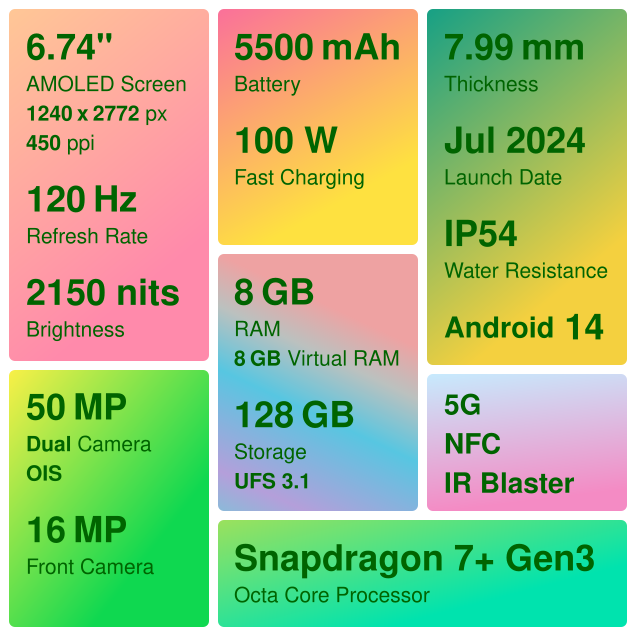 6.74"
AMOLED Screen
1240 x 2772 px
450 ppi
120 Hz
Refresh Rate
2150 nits
Brightness
5500 mAh
Battery
100 W
Fast Charging
7.99 mm
Thickness
Jul 2024
Launch Date
IP54
Water Resistance
Android 14
8 GB
RAM
8 GB Virtual RAM
128 GB
Storage
UFS 3.1
50 MP
Dual Camera
OIS
16 MP
Front Camera
5G
NFC
IR Blaster
Snapdragon 7+ Gen3
Octa Core Processor